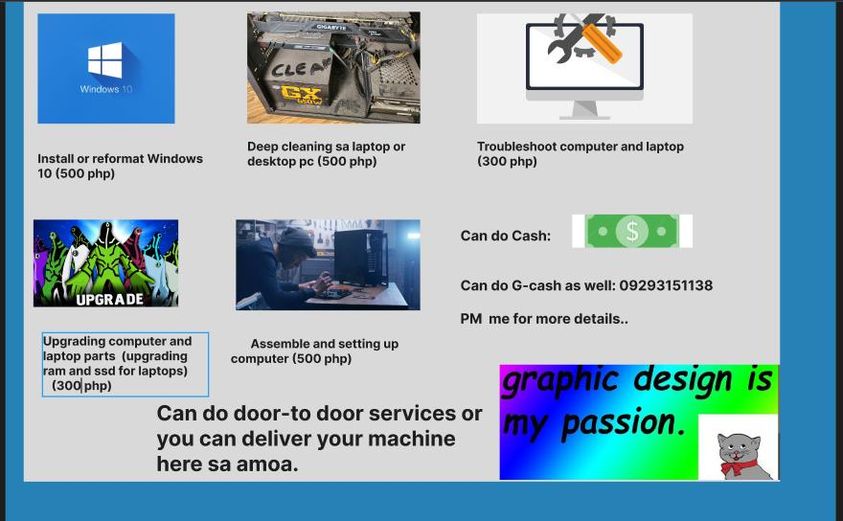 Windows 10
GIGABYTE
CLEAN
GX
650W
Install or reformat Windows
10 (500 php)
Deep cleaning sa laptop or
desktop pc (500 php)
Troubleshoot computer and laptop
(300 php)
UPGRADE
$
Can do Cash:
Can do G-cash as well: 09293151138
PM  me for more details..
Upgrading computer and
laptop parts  (upgrading
ram and ssd for laptops)
(300 php)
Assemble and setting up
computer (500 php)
Can do door-to door services or
you can deliver your machine
here sa amoa.
graphic design is
my passion.